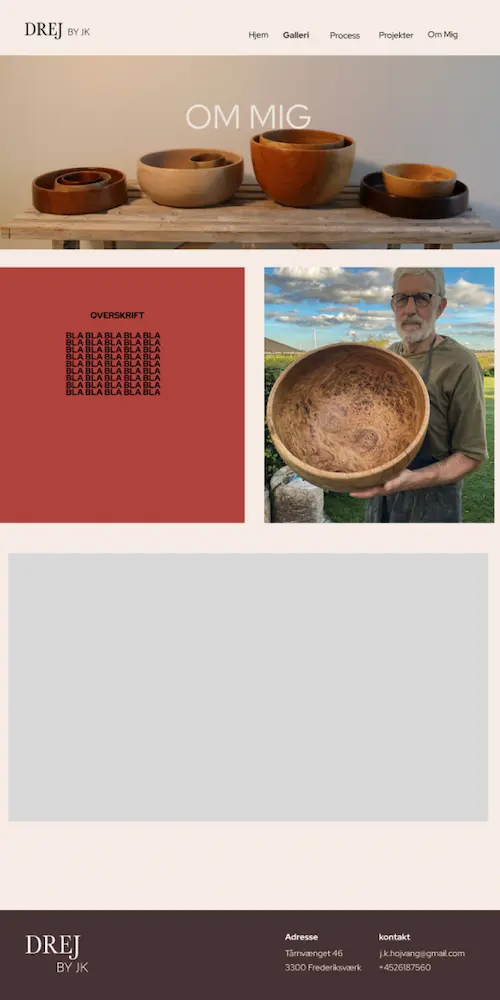 DREJ BY JK
Hjem Galleri Process Projekter Om Mig
OM MIG
OVERSKRIFT
BLA BLA BLA BLA BLA
BLA BLA BLA BLA BLA
BLA BLA BLA BLA BLA
BLA BLA BLA BLA BLA
BLA BLA BLA BLA BLA
BLA BLA BLA BLA BLA
BLA BLA BLA BLA BLA
BLA BLA BLA BLA BLA
BLA BLA BLA BLA BLA
DREJ
BY JK
Adresse
Tårnvænget 46
3300 Frederiksværk
kontakt
j.k.hojvang@gmail.com
+4526187560